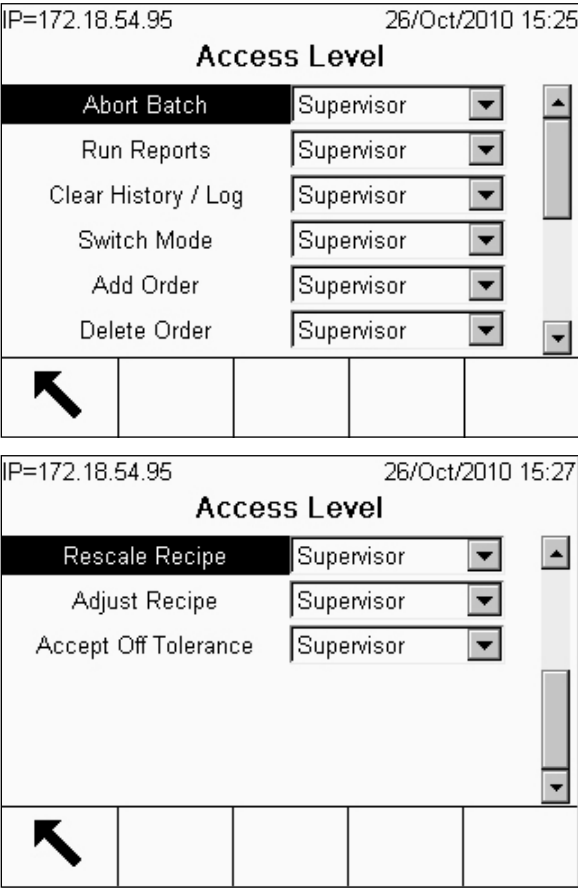 IP=172.18.54.95 26/Oct/2010 15:25
Access Level
Abort Batch Supervisor
Run Reports Supervisor
Clear History / Log Supervisor
Switch Mode Supervisor
Add Order Supervisor
Delete Order Supervisor
IP=172.18.54.95 26/Oct/2010 15:27
Access Level
Rescale Recipe Supervisor
Adjust Recipe Supervisor
Accept Off Tolerance Supervisor